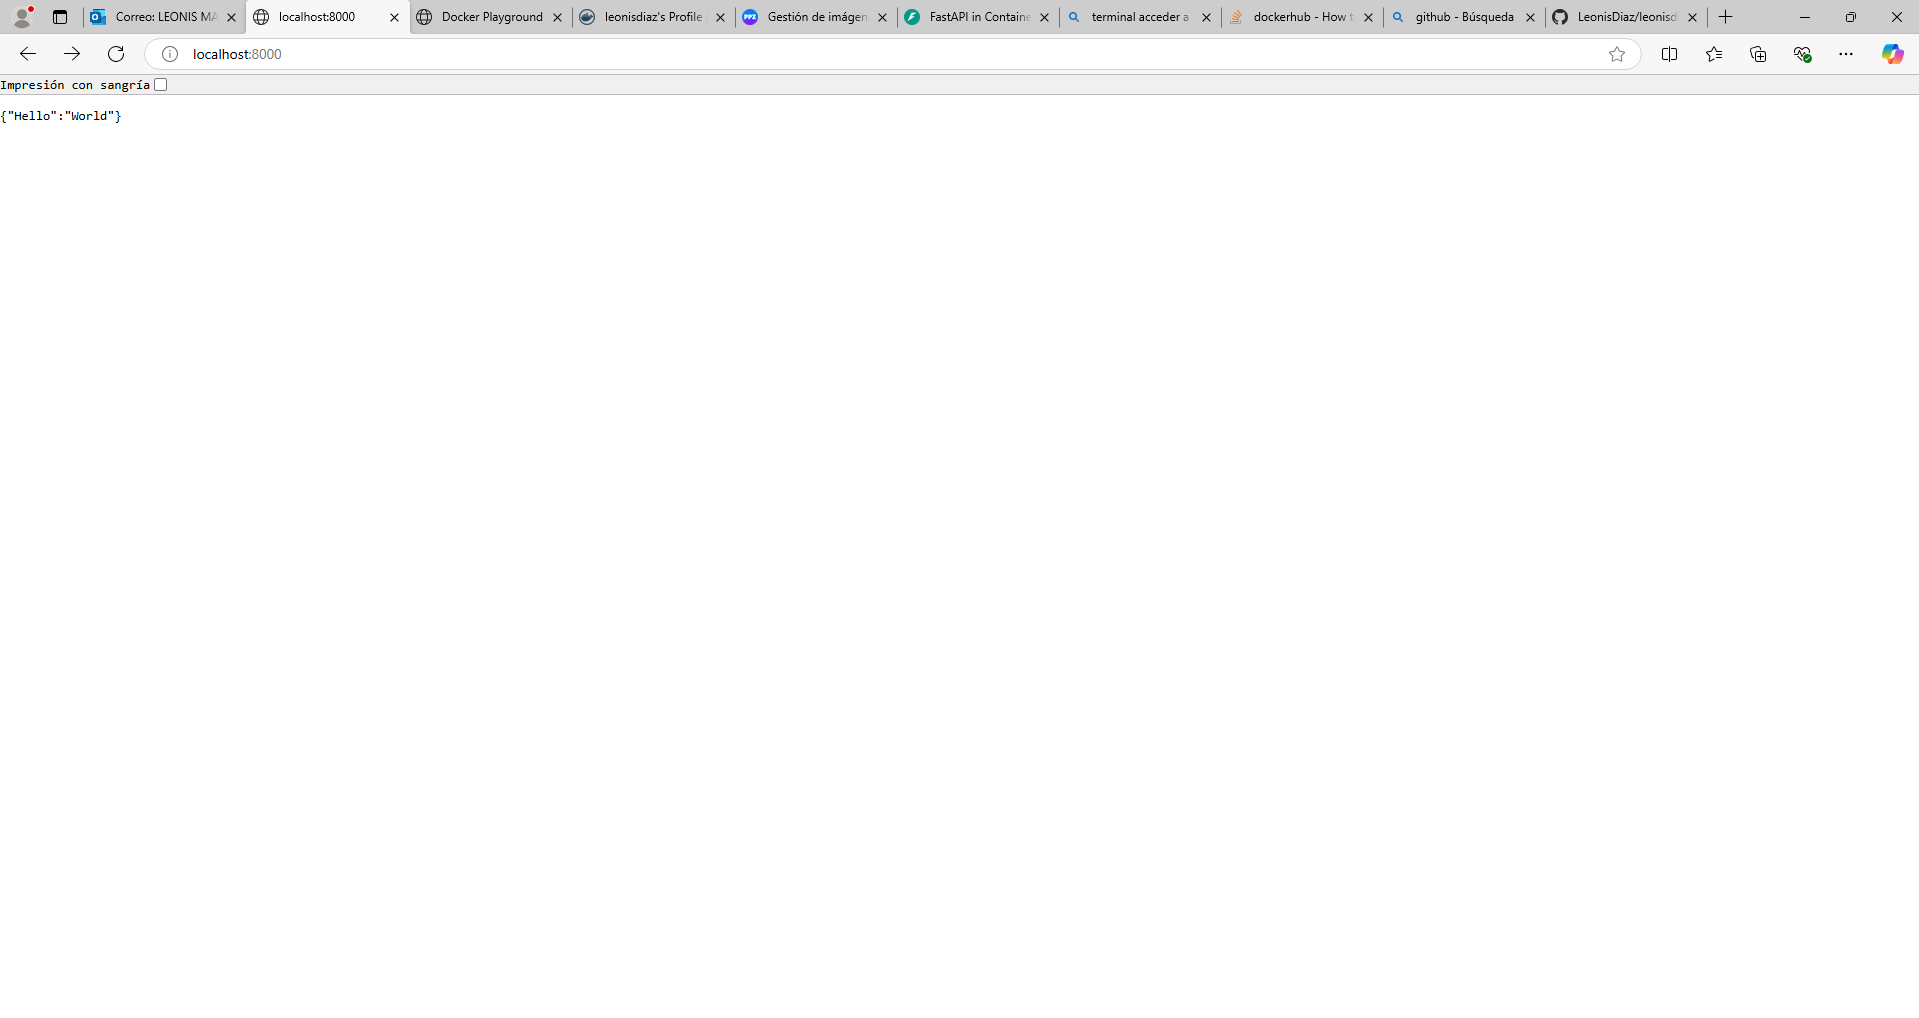 Correo: LEONIS MA
localhost:8000
Docker Playground
leonisdiaz's Profile
Gestión de imágen
FastAPI in Containe
terminal acceder a
dockerhub - How t
github - Búsqueda
LeonisDiaz/leonisdi
localhost:8000
Impresión con sangría
{"Hello":"World"}